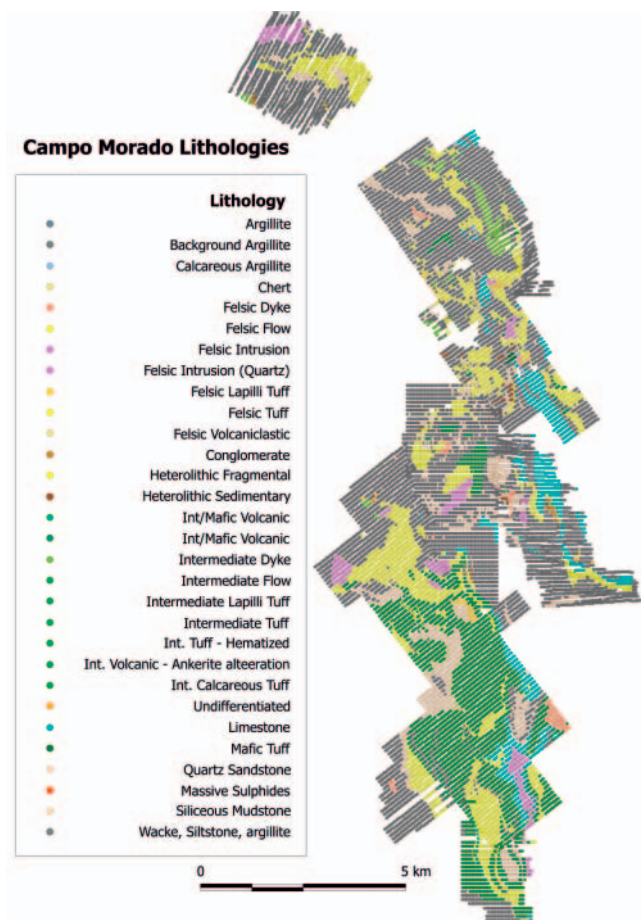 Campo Morado Lithologies
Lithology
Argillite
Background Argillite
Calcareous Argillite
Chert
Felsic Dyke
Felsic Flow
Felsic Intrusion
Felsic Intrusion (Quartz)
Felsic Lapilli Tuff
Felsic Tuff
Felsic Volcaniclastic
Conglomerate
Heterolithic Fragmental
Heterolithic Sedimentary
Int/Mafic Volcanic
Int/Mafic Volcanic
Intermediate Dyke
Intermediate Flow
Intermediate Lapilli Tuff
Intermediate Tuff
Int. Tuff - Hematized
Int. Volcanic - Ankerite alteeration
Int. Calcareous Tuff
Undifferentiated
Limestone
Mafic Tuff
Quartz Sandstone
Massive Sulphides
Siliceous Mudstone
Wacke, Siltstone, argillite
0 5 km